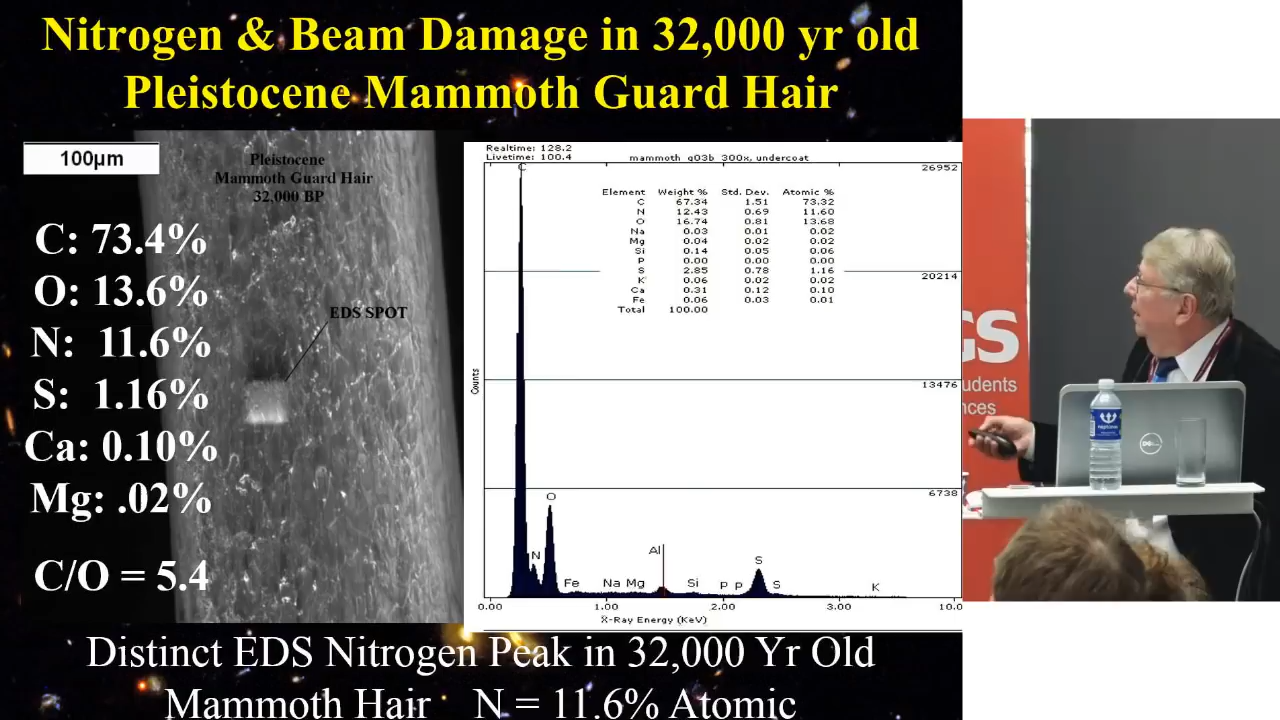 Nitrogen & Beam Damage in 32,000 yr old
Pleistocene Mammoth Guard Hair
100µm
Pleistocene
Mammoth Guard Hair
32,000 BP
EDS SPOT
C: 73.4%
O: 13.6%
N: 11.6%
S: 1.16%
Ca: 0.10%
Mg: .02%
C/O = 5.4
Realtime: 128.2
Livetime: 100.4
mammoth_g03b_300x, undercoat
26952
Element Weight % Std. Dev. Atomic %
C 67.34 1.51 73.32
N 12.43 0.69 11.60
O 16.74 0.81 13.68
Na 0.03 0.01 0.02
Mg 0.04 0.02 0.02
Si 0.14 0.05 0.06
P 0.00 0.00 0.00
S 2.85 0.78 1.16
K 0.06 0.02 0.02
Ca 0.31 0.12 0.10
Fe 0.06 0.03 0.01
Total 100.00
20214
13476
6738
Counts
C
N
O
Fe
Na Mg
Al
Si
P P
S
S
K
0.00 1.00 2.00 3.00 10.0
X-Ray Energy (KeV)
Distinct EDS Nitrogen Peak in 32,000 Yr Old
Mammoth Hair N = 11.6% Atomic
GS
udents
nces
DELL